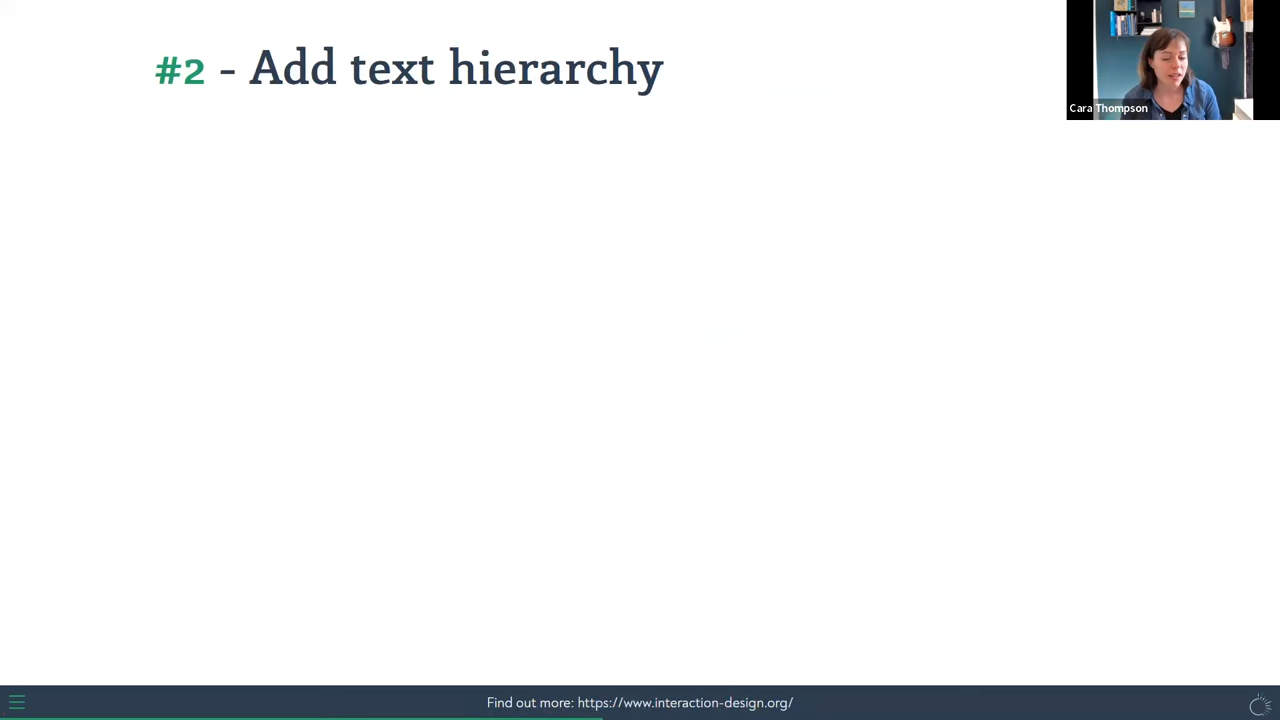 #2 - Add text hierarchy
Cara Thompson
Find out more: https://www.interaction-design.org/